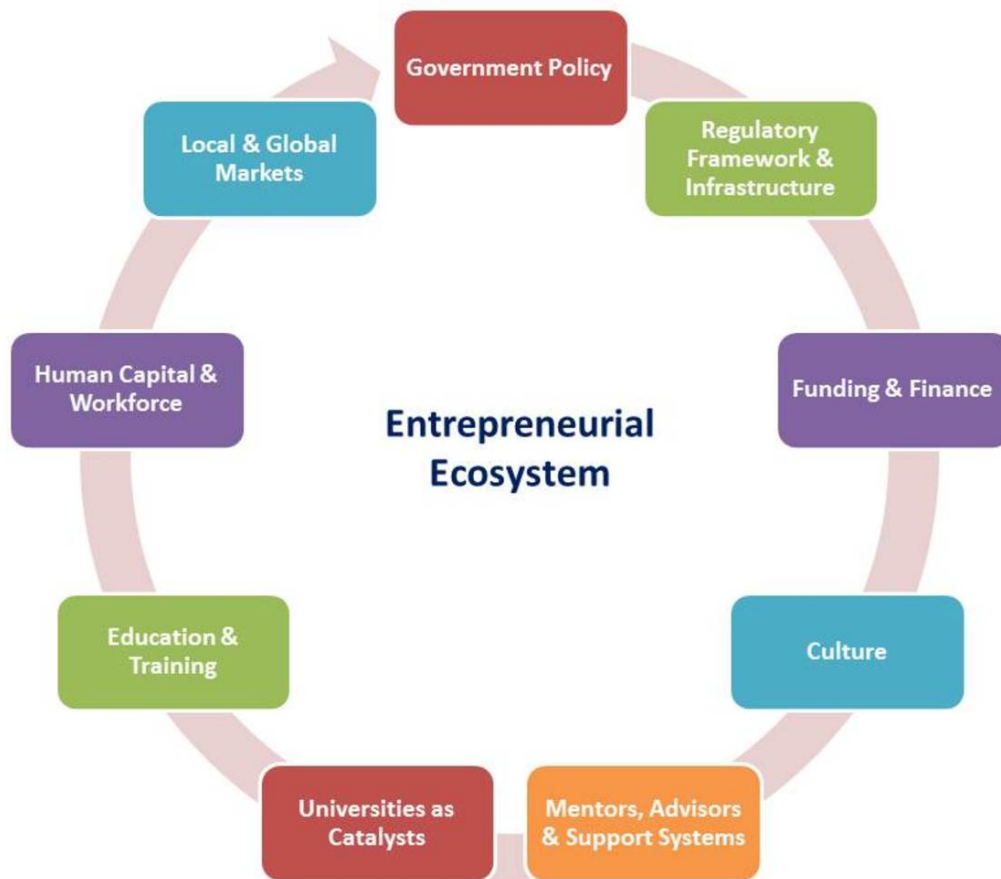 Government Policy
Regulatory
Framework &
Infrastructure
Funding & Finance
Culture
Mentors, Advisors
& Support Systems
Universities as
Catalysts
Education &
Training
Human Capital &
Workforce
Local & Global
Markets
Entrepreneurial
Ecosystem